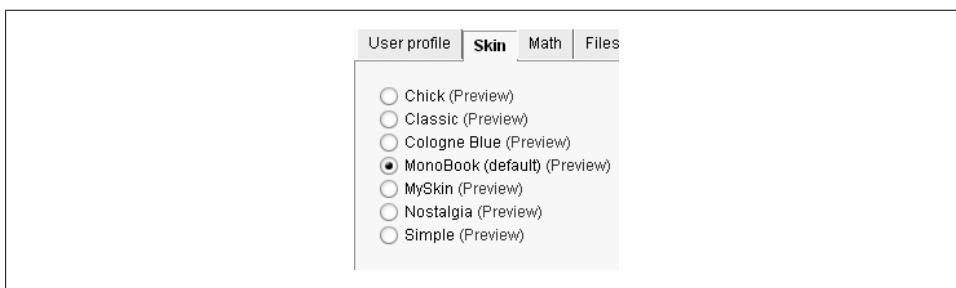 User profile Skin Math Files
Chick (Preview)
Classic (Preview)
Cologne Blue (Preview)
MonoBook (default) (Preview)
MySkin (Preview)
Nostalgia (Preview)
Simple (Preview)